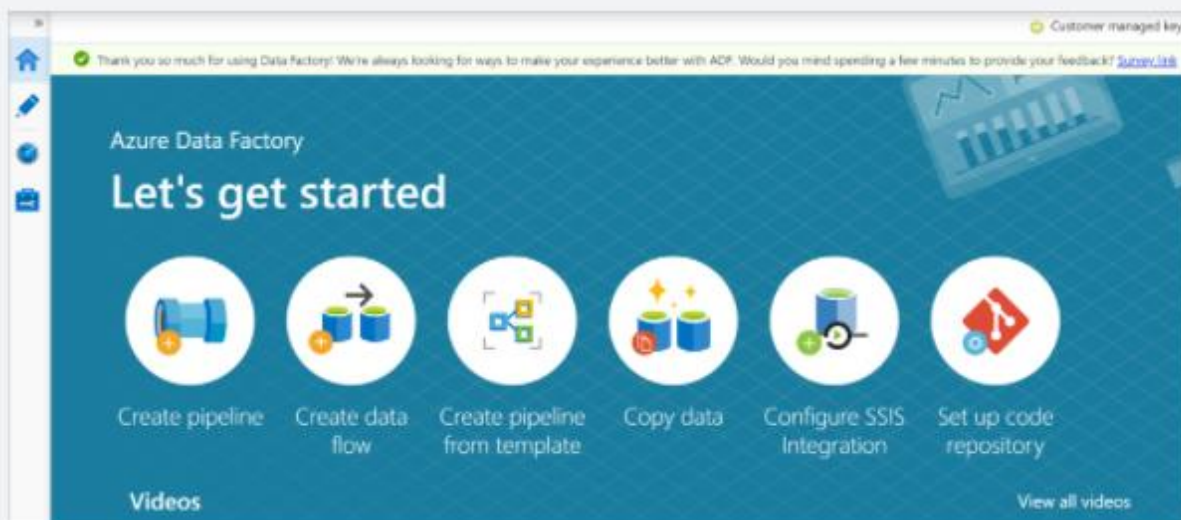 »
Customer managed key
Thank you so much for using Data Factory! We're always looking for ways to make your experience better with ADF. Would you mind spending a few minutes to provide your feedback? Survey link
Azure Data Factory
Let's get started
Create pipeline
Create data
flow
Create pipeline
from template
Copy data
Configure SSIS
Integration
Set up code
repository
Videos
View all videos